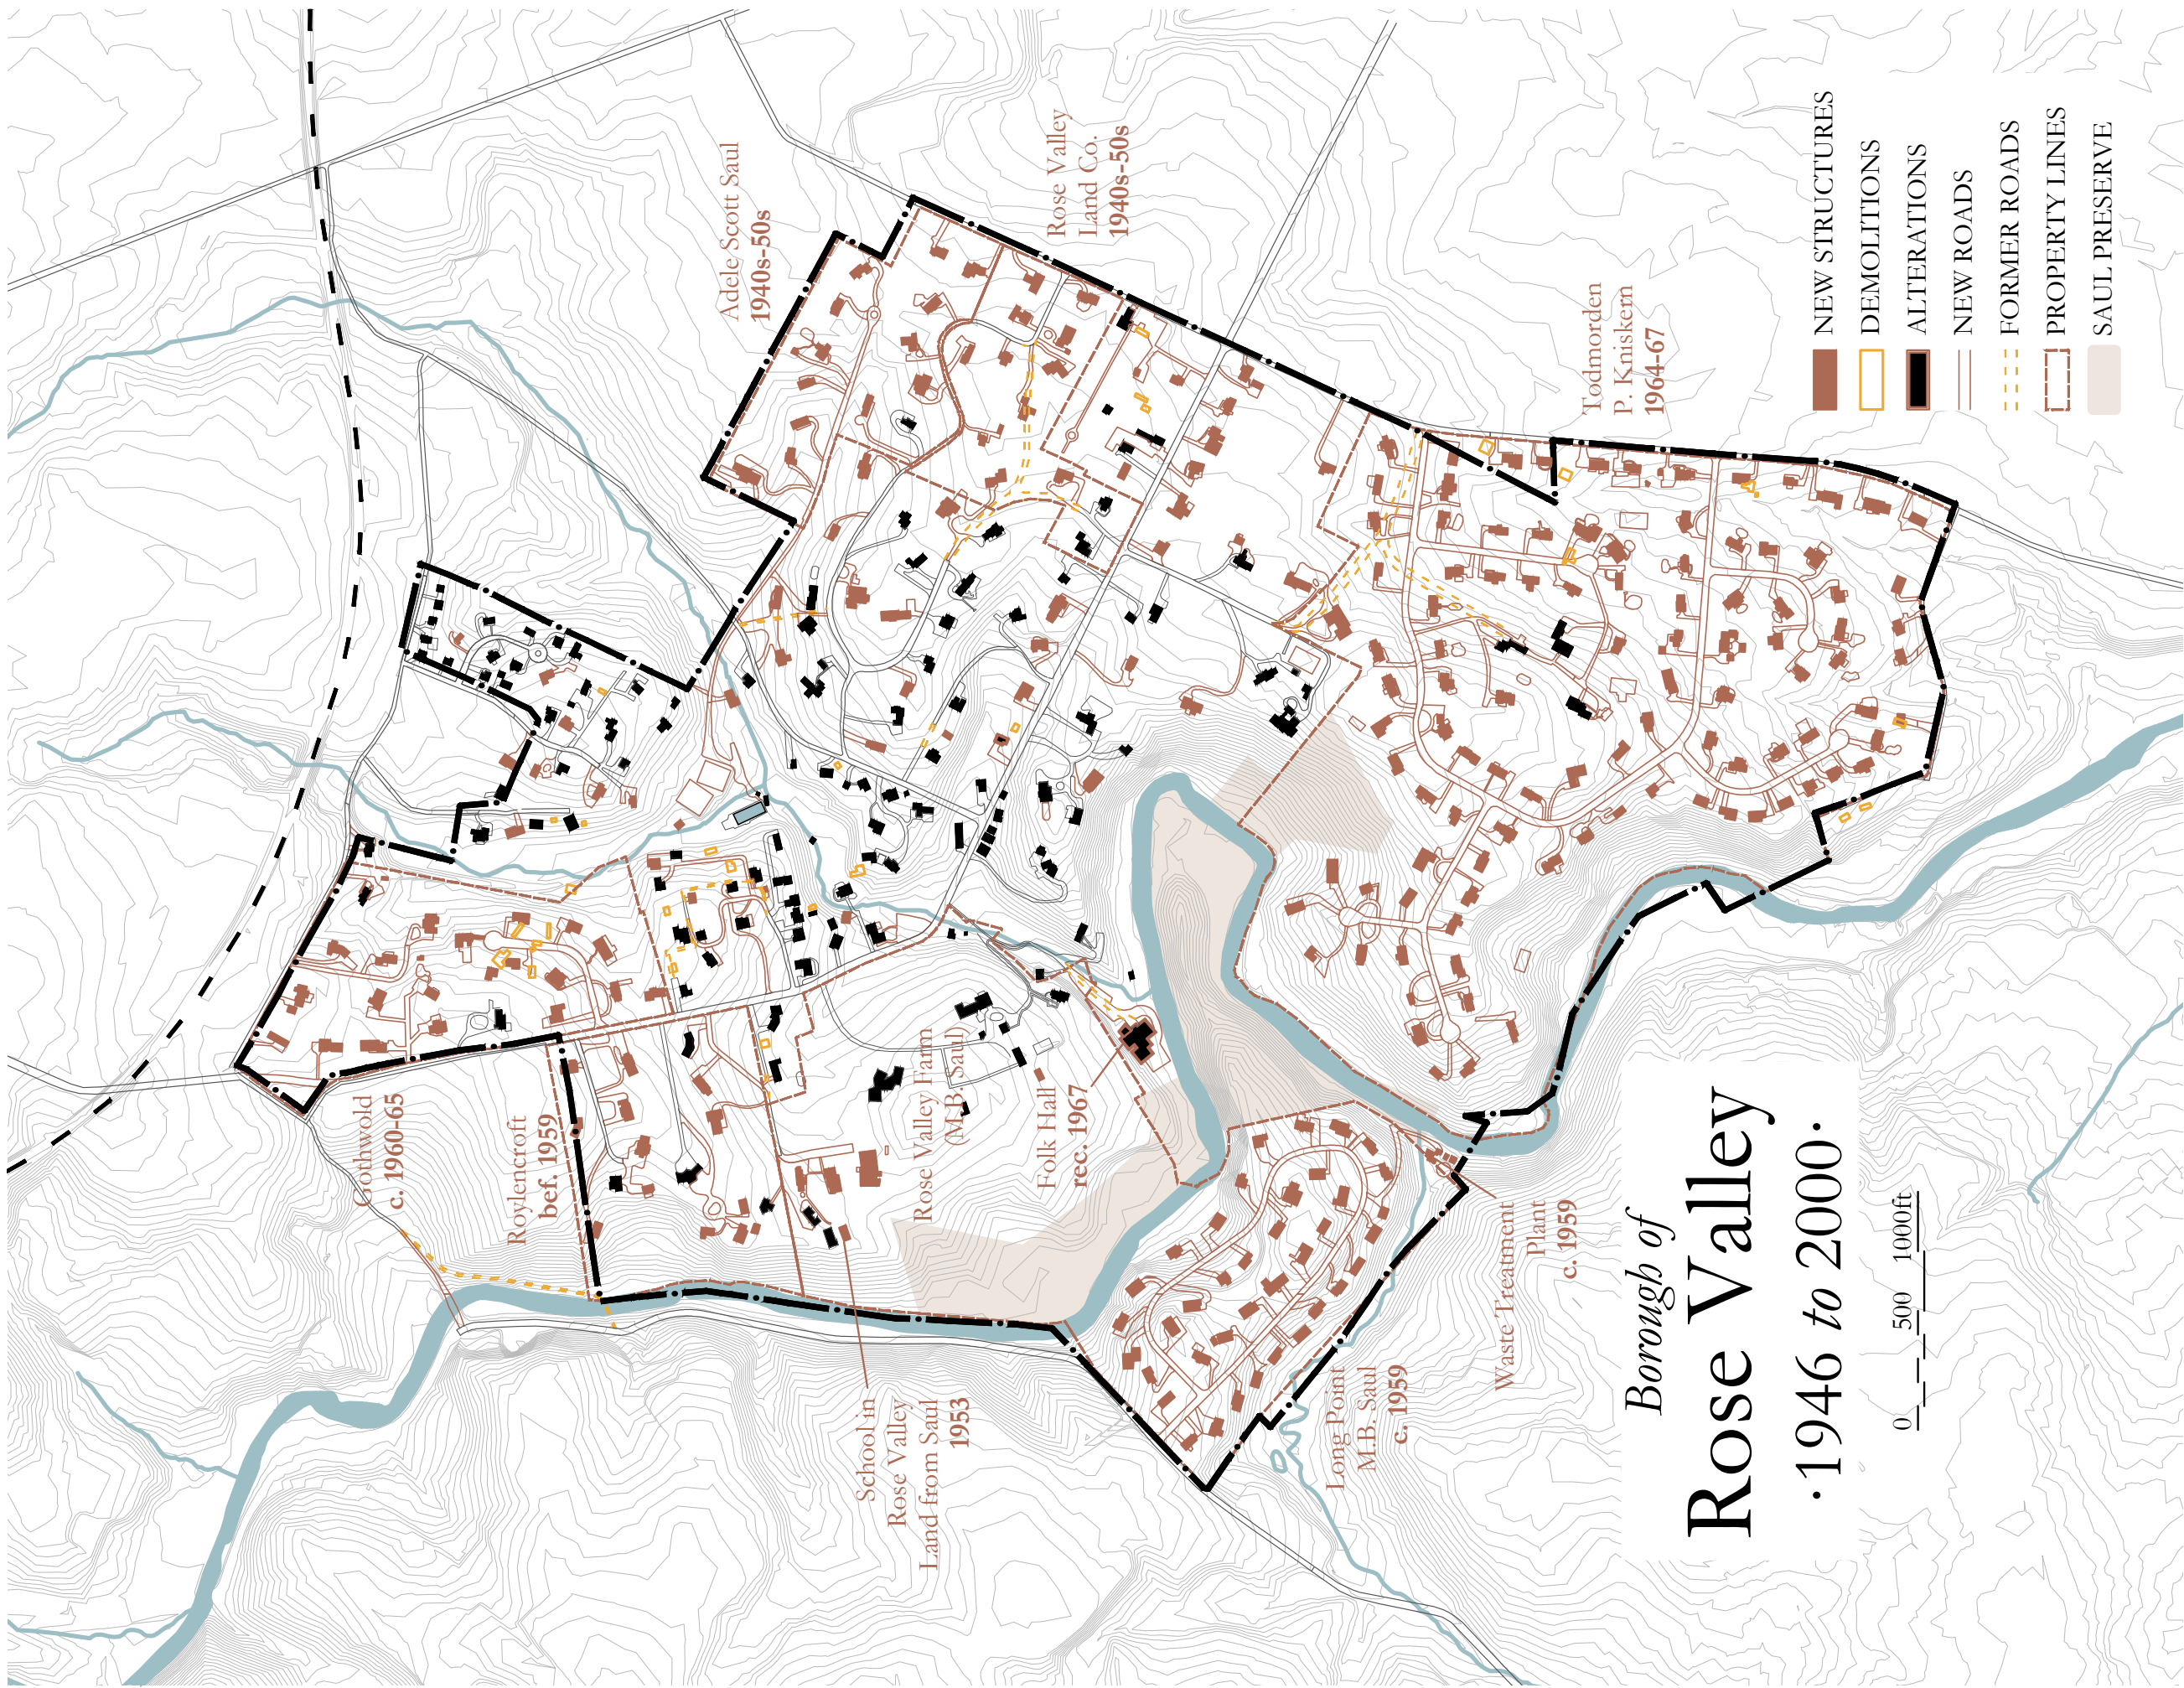 Gothwold
c. 1960-65
Roylencroft
bef. 1959
Adele Scott Saul
1940s-50s
Rose Valley
Land Co.
1940s-50s
Rose Valley Farm
(M.B. Saul)
Folk Hall
rec. 1967
School in
Rose Valley
Land from Saul
1953
Long Point
M.B. Saul
c. 1959
Waste Treatment
Plant
c. 1959
Todmorden
P. Kniskern
1964-67
Borough of
Rose Valley
·1946 to 2000·
0 500 1000ft
NEW STRUCTURES
DEMOLITIONS
ALTERATIONS
NEW ROADS
FORMER ROADS
PROPERTY LINES
SAUL PRESERVE